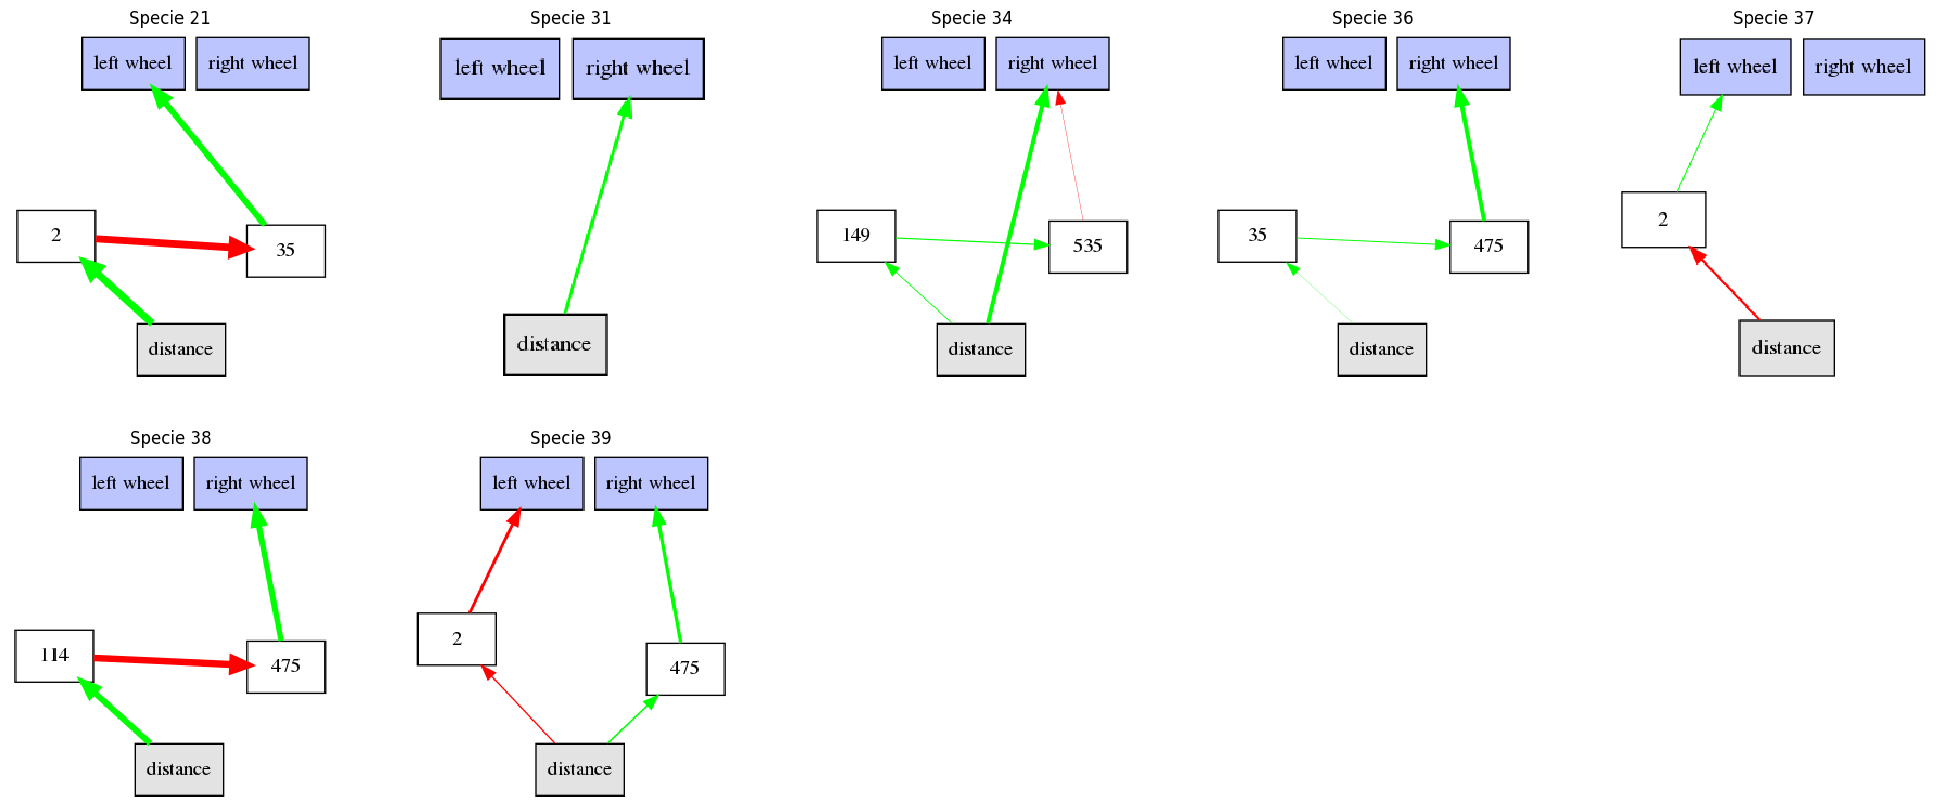 Specie 21
left wheel
right wheel
2
35
distance
Specie 31
left wheel
right wheel
distance
Specie 34
left wheel
right wheel
149
535
distance
Specie 36
left wheel
right wheel
35
475
distance
Specie 37
left wheel
right wheel
2
distance
Specie 38
left wheel
right wheel
114
475
distance
Specie 39
left wheel
right wheel
2
475
distance